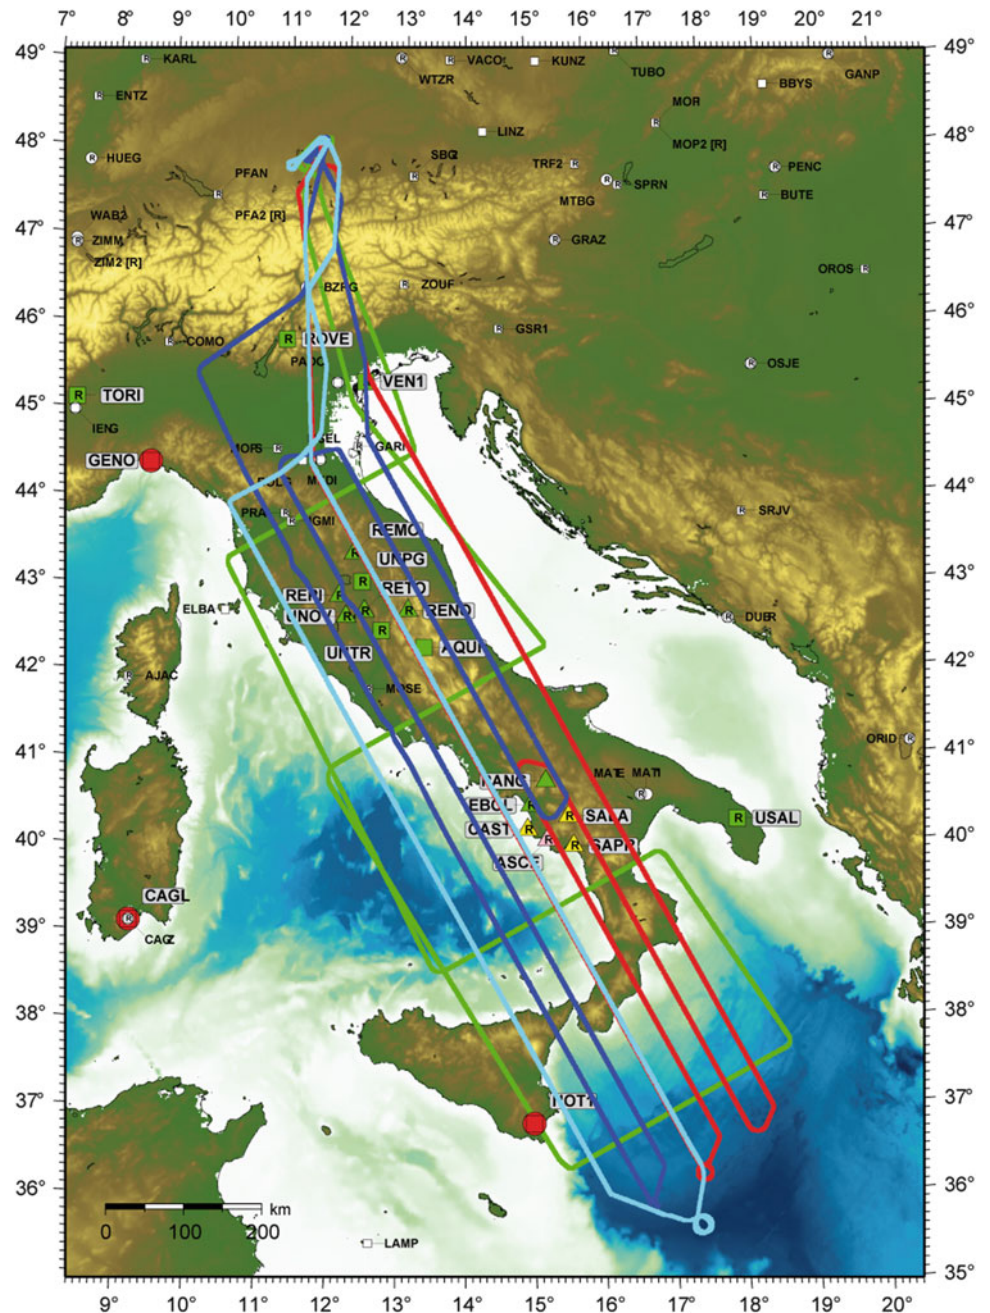 7° 8° 9° 10° 11° 12° 13° 14° 15° 16° 17° 18° 19° 20° 21°
49° 49°
KARL
WTZR
VACO
KUNZ
TUBO
GANP
BBYS
ENTZ
MOR
LINZ
48° 48°
MOP2 [R]
HUEG
SBG2
TRF2
PENC
PFAN
SPRN
BUTE
MTBG
WAB2
PFA2 [R]
47° 47°
ZIMM
GRAZ
ZIM2 [R]
OROS
BZRG
ZOUF
46° 46°
GSR1
COMO
ROVE
PADO
OSJE
VEN1
TORI
45° 45°
IENG
GARI
GENO
44° 44°
SRJV
PRA
IGMI
REMO
UNPG
43° 43°
RETO
REPI
ELBA
UNOV
RENO
DUBR
AQUI
UNTR
42° 42°
AJAC
MOSE
ORID
41° 41°
MATE
MATI
EBOL
SALA
USAL
CAST
40° 40°
SAPR
ASCE
CAGL
39° 39°
CAGZ
38° 38°
37° 37°
NOT1
36° 36°
km
0 100 200
LAMP
35°
9° 10° 11° 12° 13° 14° 15° 16° 17° 18° 19° 20°